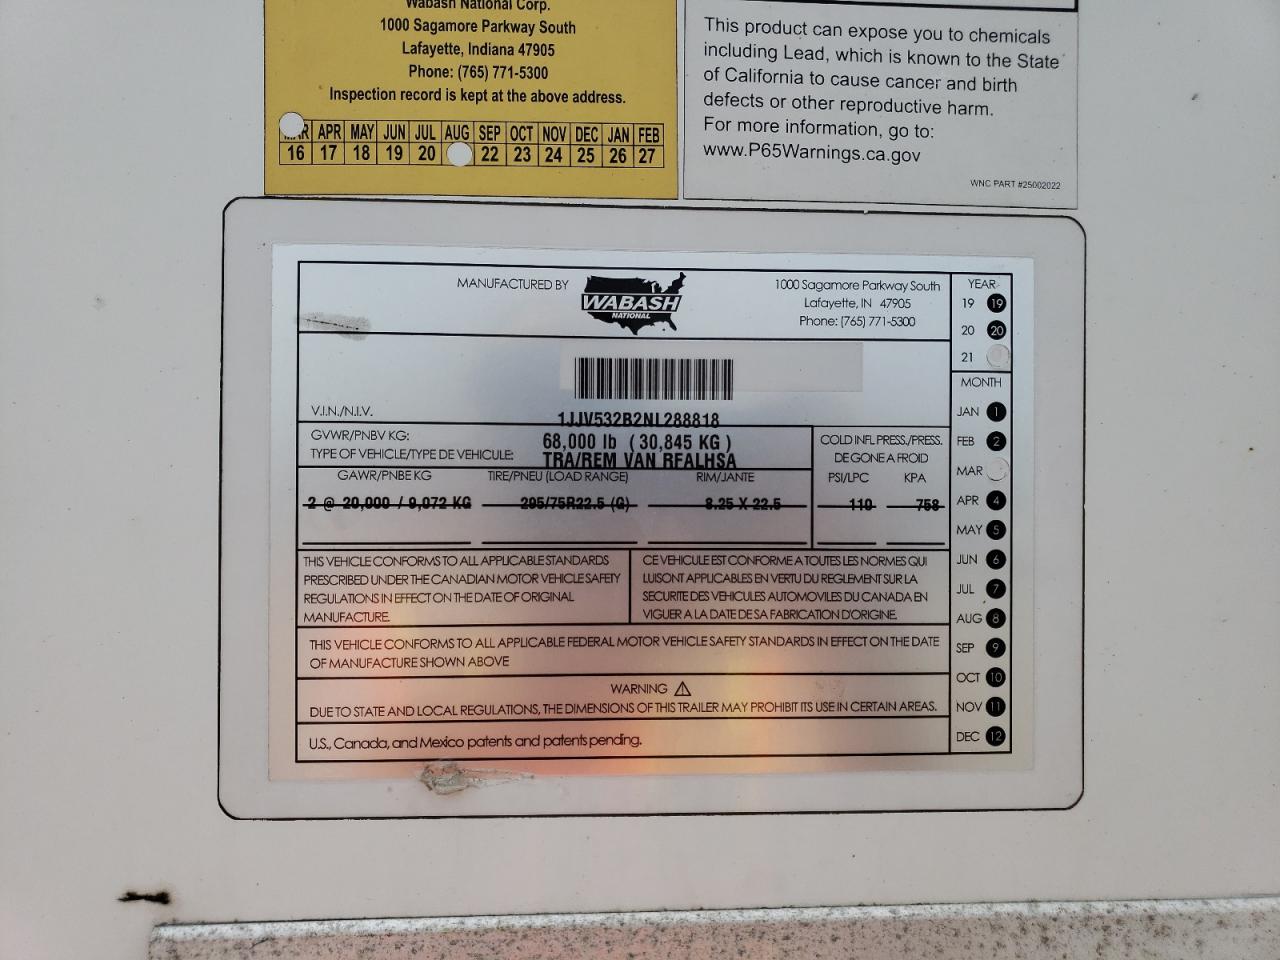 Wabash National Corp.
1000 Sagamore Parkway South
Lafayette, Indiana 47905
Phone: (765) 771-5300
Inspection record is kept at the above address.
APR MAY JUN JUL AUG SEP OCT NOV DEC JAN FEB
16 17 18 19 20 22 23 24 25 26 27
This product can expose you to chemicals
including Lead, which is known to the State
of California to cause cancer and birth
defects or other reproductive harm.
For more information, go to:
www.P65Warnings.ca.gov
WNC PART #25002022
MANUFACTURED BY
WABASH
NATIONAL
1000 Sagamore Parkway South
Lafayette, IN 47905
Phone: (765) 771-5300
V.I.N./N.I.V.
1JJV532B2NL288818
GVWR/PNBV KG: 68,000 lb ( 30,845 KG )
TYPE OF VEHICLE/TYPE DE VEHICULE: TRA/REM VAN RFALHSA
COLD INFL PRESS./PRESS.
DE GONE A FROID
GAWR/PNBE KG TIRE/PNEU (LOAD RANGE) RIM/JANTE PSI/LPC KPA
2 @ 20,000 / 9,072 KG 295/75R22.5 (G) 8.25 X 22.5 110 758
THIS VEHICLE CONFORMS TO ALL APPLICABLE STANDARDS
PRESCRIBED UNDER THE CANADIAN MOTOR VEHICLE SAFETY
REGULATIONS IN EFFECT ON THE DATE OF ORIGINAL
MANUFACTURE.
CE VEHICULE EST CONFORME A TOUTES LES NORMES QUI
LUI SONT APPLICABLES EN VERTU DU REGLEMENT SUR LA
SECURITE DES VEHICULES AUTOMOVILES DU CANADA EN
VIGUER A LA DATE DE SA FABRICATION D'ORIGINE.
THIS VEHICLE CONFORMS TO ALL APPLICABLE FEDERAL MOTOR VEHICLE SAFETY STANDARDS IN EFFECT ON THE DATE
OF MANUFACTURE SHOWN ABOVE
WARNING
DUE TO STATE AND LOCAL REGULATIONS, THE DIMENSIONS OF THIS TRAILER MAY PROHIBIT ITS USE IN CERTAIN AREAS.
U.S., Canada, and Mexico patents and patents pending.
YEAR
19 19
20 20
21
MONTH
JAN 1
FEB 2
MAR
APR 4
MAY 5
JUN 6
JUL 7
AUG 8
SEP 9
OCT 10
NOV 11
DEC 12